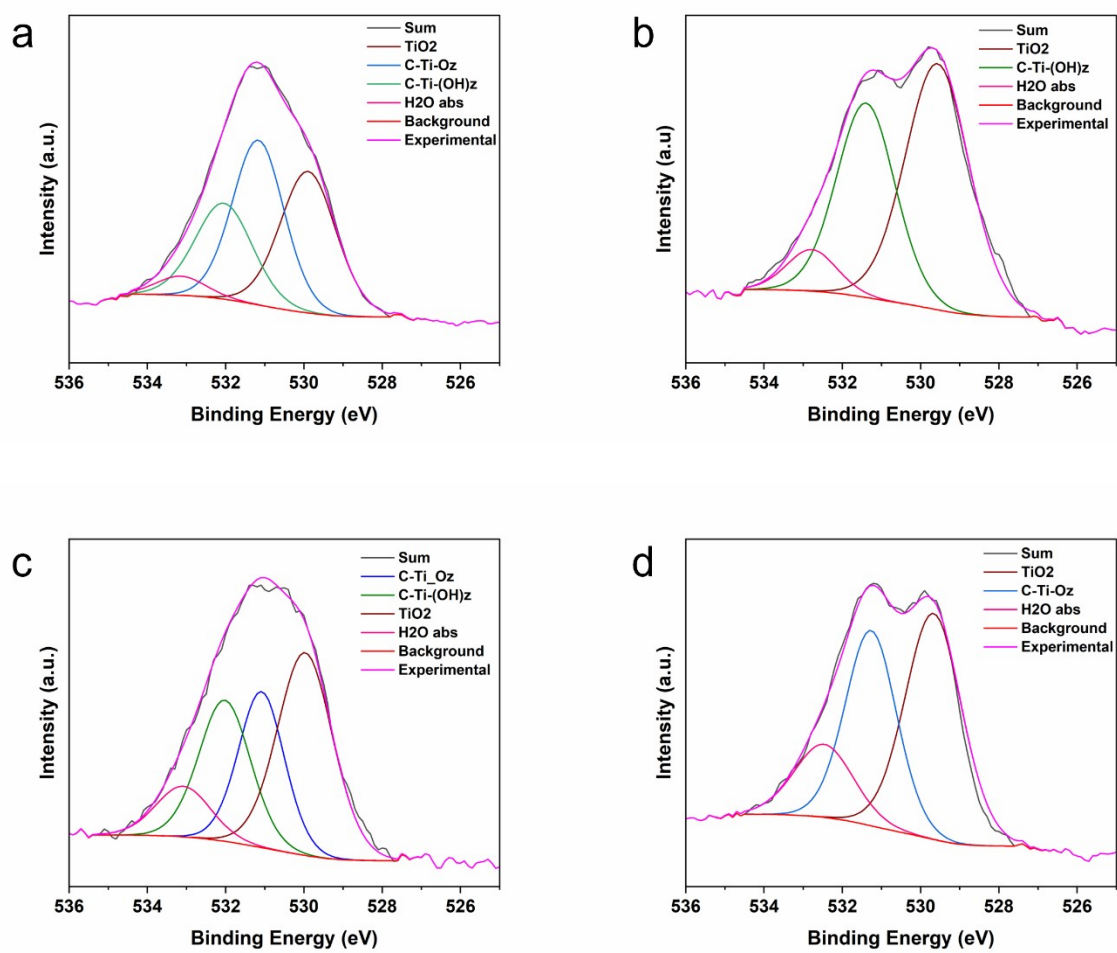 a
Sum
TiO2
C-Ti-Oz
C-Ti-(OH)z
H2O abs
Background
Experimental
Intensity (a.u.)
536 534 532 530 528 526
Binding Energy (eV)
b
Sum
TiO2
C-Ti-(OH)z
H2O abs
Background
Experimental
Intensity (a.u)
536 534 532 530 528 526
Binding Energy (eV)
c
Sum
C-Ti_Oz
C-Ti-(OH)z
TiO2
H2O abs
Background
Experimental
Intensity (a.u.)
536 534 532 530 528 526
Binding Energy (eV)
d
Sum
TiO2
C-Ti-Oz
H2O abs
Background
Experimental
Intensity (a.u.)
536 534 532 530 528 526
Binding Energy (eV)